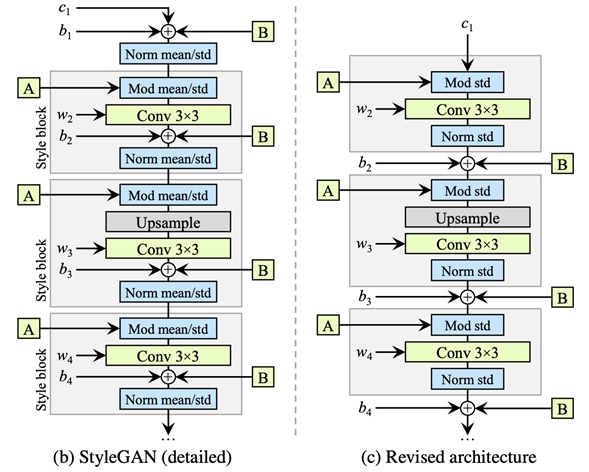 c₁
b₁ B
Norm mean/std
A Mod mean/std
w₂ Conv 3×3
b₂ B
Norm mean/std
Style block
A Mod mean/std
Upsample
w₃ Conv 3×3
b₃ B
Norm mean/std
Style block
A Mod mean/std
w₄ Conv 3×3
b₄ B
Norm mean/std
Style block
...
(b) StyleGAN (detailed)
c₁
A Mod std
w₂ Conv 3×3
Norm std
b₂ B
A Mod std
Upsample
w₃ Conv 3×3
Norm std
b₃ B
A Mod std
w₄ Conv 3×3
Norm std
b₄ B
...
(c) Revised architecture